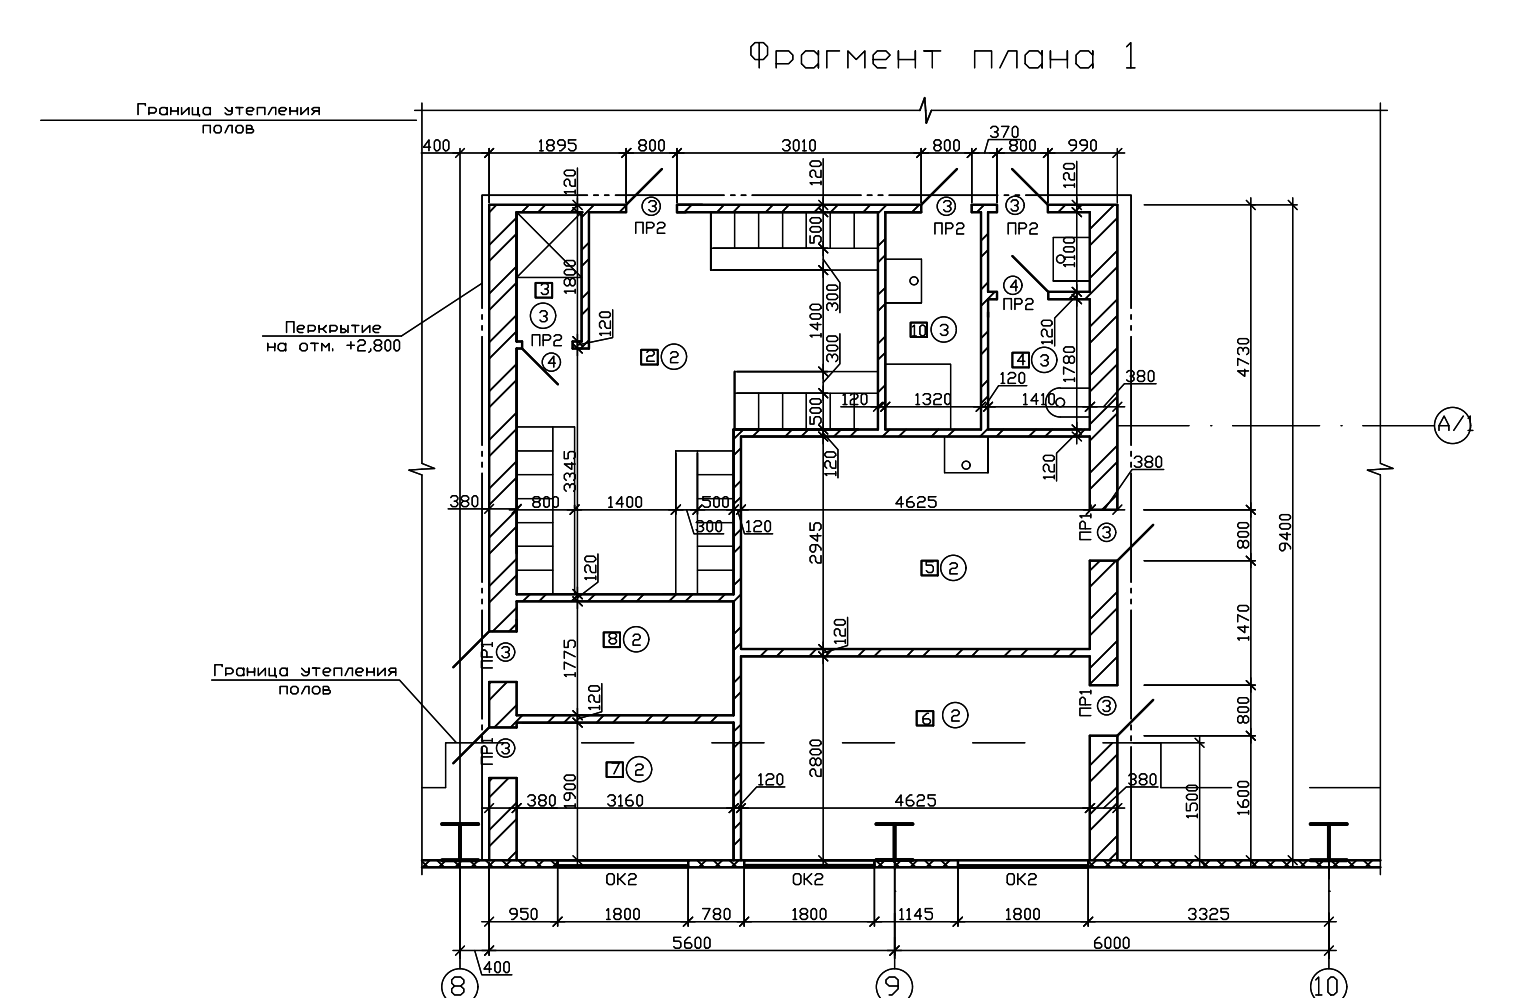 Фрагмент плана 1
Граница утепления
полов
370
400 1895 800 3010 800 800 990
120 120 120
3 3 3
ПР2 ПР2 ПР2
500 1100
1800
3 4
300 ПР2
3 1400 120 120
Перкрытие
на отм. +2,800
ПР2 10 3
4 300 4 3
2 2 1780 4730
120 380
120 1320 1410
500
А/1
120 120 380
3345
380 800 1400 500 4625
300 120
ПР1 3
2945 800 9400
120 5 2
120
8 2 1470
ПР1 3 1775
Граница утепления
полов
120 ПР1 3
6 2 800
ПР1 3
2800
7 2 120 380
1900 1500 1600
380 3160 4625
ОК2 ОК2 ОК2
950 1800 780 1800 1145 1800 3325
5600 6000
400
8 9 10